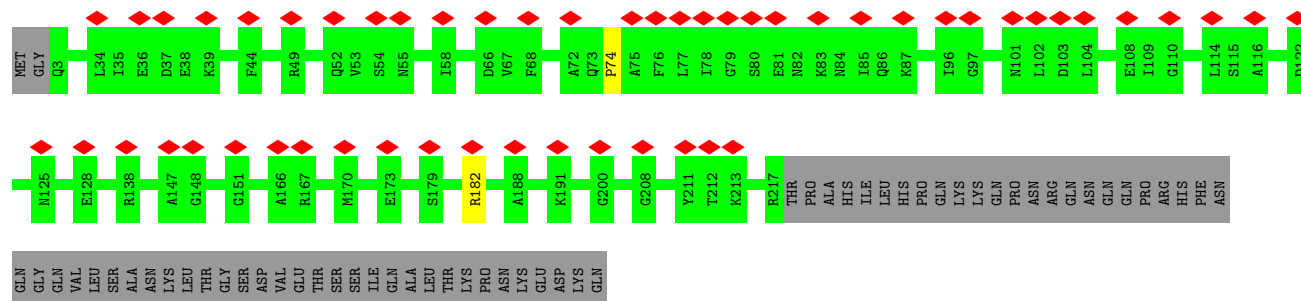 MET GLY Q3 L34 I35 E36 D37 E38 K39 F44 R49 Q52 V53 S54 N55 I58 D66 V67 F68 A72 Q73 P74 A75 F76 L77 I78 G79 S80 E81 N82 K83 N84 I85 Q86 K87 I96 G97 N101 L102 D103 L104 E108 I109 G110 L114 S115 A116
N125 E128 R138 A147 G148 G151 A166 R167 M170 E173 S179 R182 A188 K191 G200 G208 Y211 T212 K213 R217 THR PRO ALA HIS ILE LEU HIS PRO GLN LYS LYS GLN PRO ASN ARG GLN ASN GLN GLN PRO ARG HIS PHE ASN
GLN GLY GLN VAL LEU SER ALA ASN LYS LEU THR GLY SER ASP VAL GLU THR SER SER ILE GLN ALA LEU THR LYS PRO ASN LYS GLU ASP LYS GLN